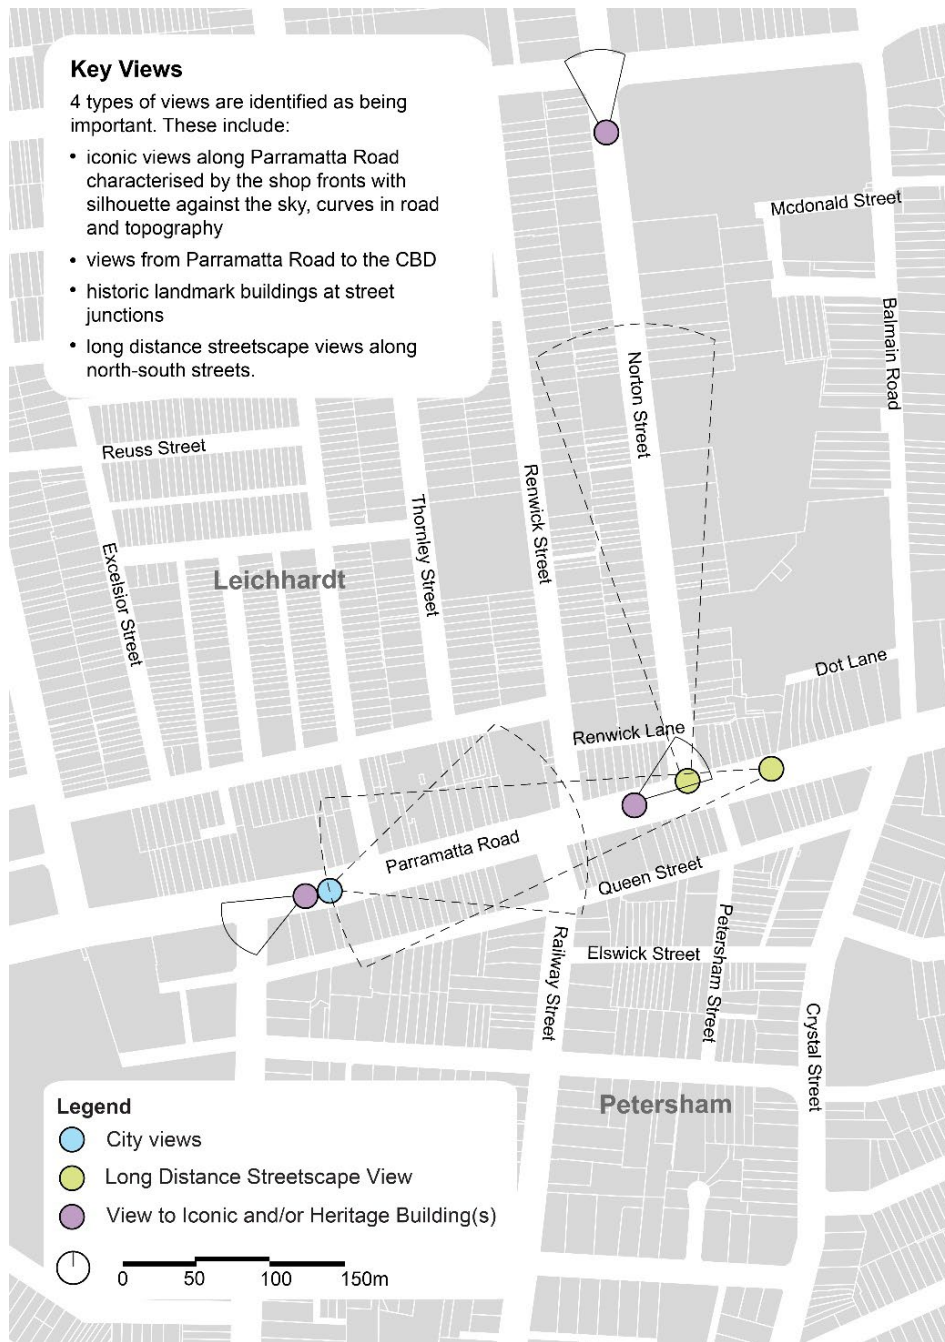 Key Views
4 types of views are identified as being
important. These include:
• iconic views along Parramatta Road
characterised by the shop fronts with
silhouette against the sky, curves in road
and topography
• views from Parramatta Road to the CBD
• historic landmark buildings at street
junctions
• long distance streetscape views along
north-south streets.
Mcdonald Street
Balmain Road
Norton Street
Reuss Street
Renwick Street
Thornley Street
Excelsior Street
Leichhardt
Dot Lane
Renwick Lane
Parramatta Road
Queen Street
Petersham Street
Railway Street
Elswick Street
Crystal Street
Petersham
Legend
City views
Long Distance Streetscape View
View to Iconic and/or Heritage Building(s)
0 50 100 150m